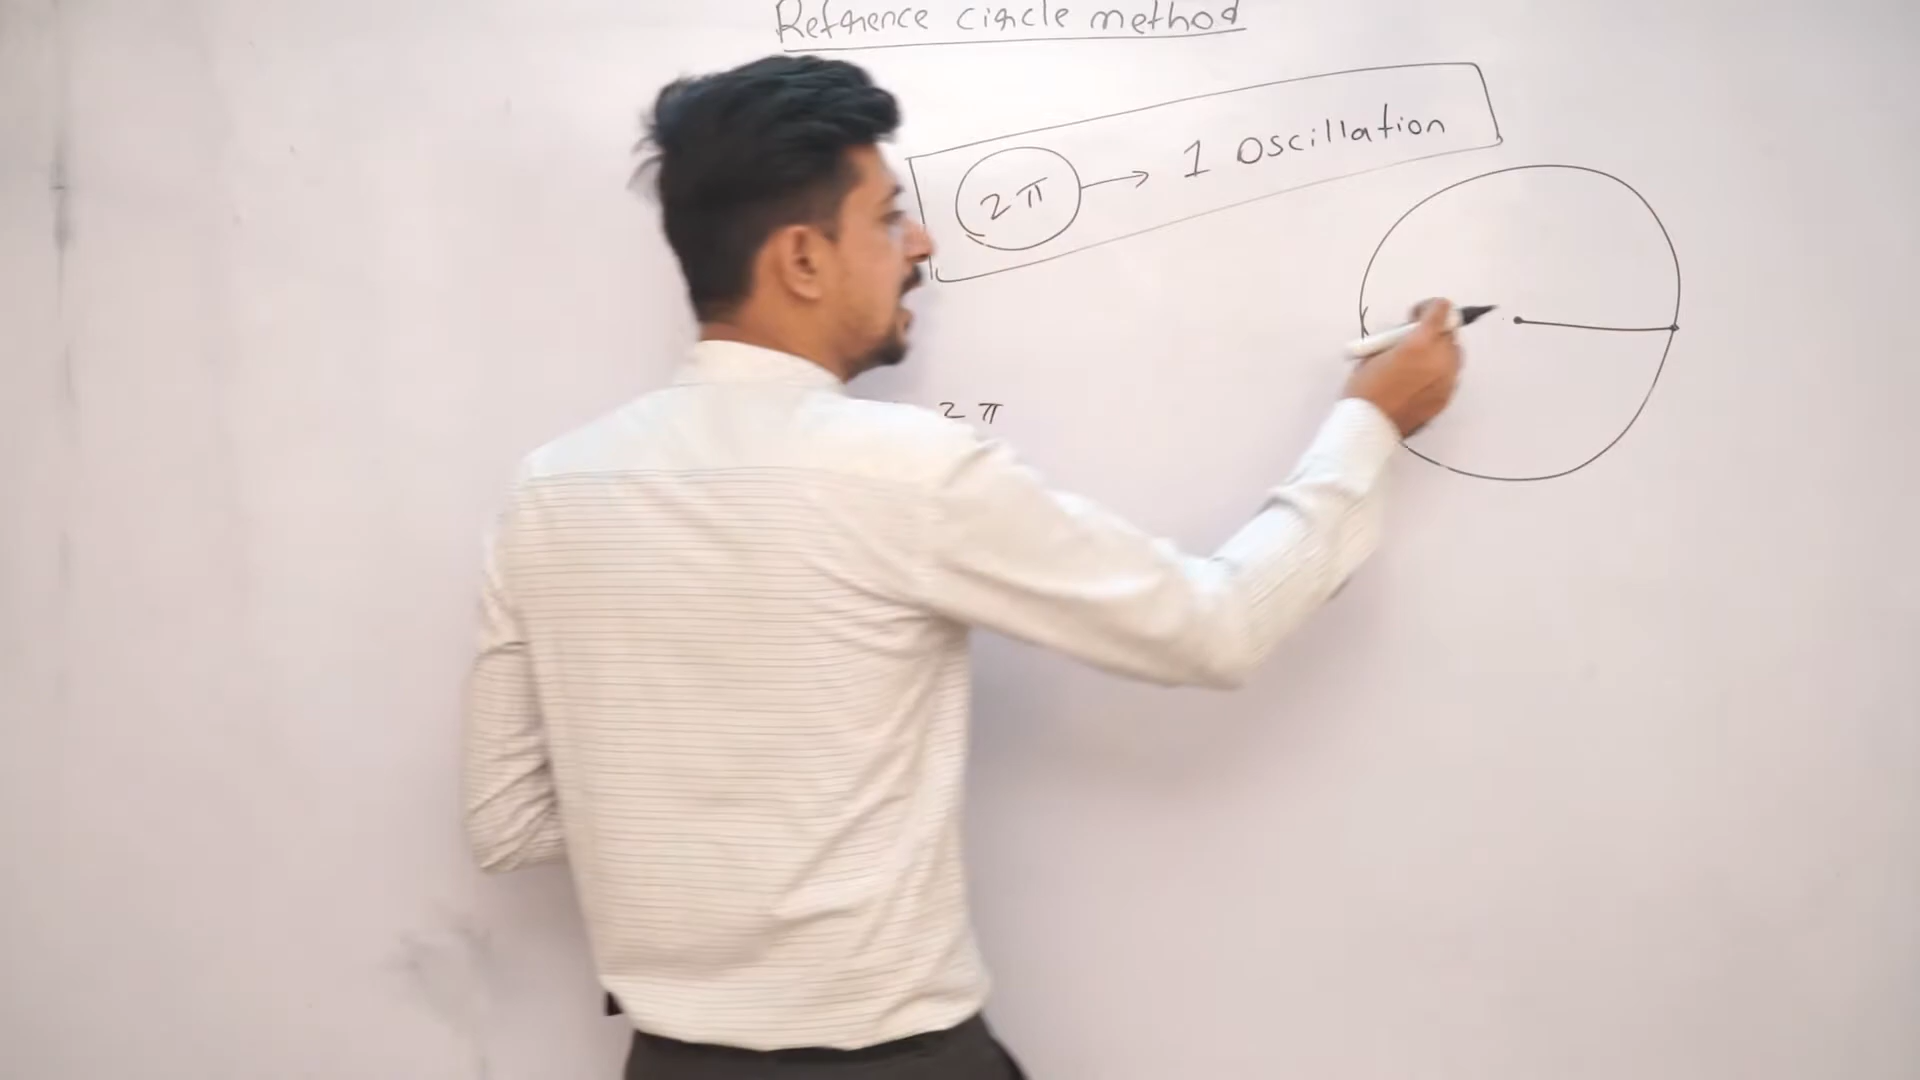 Refrence circle method
2π → 1 Oscillation
2π